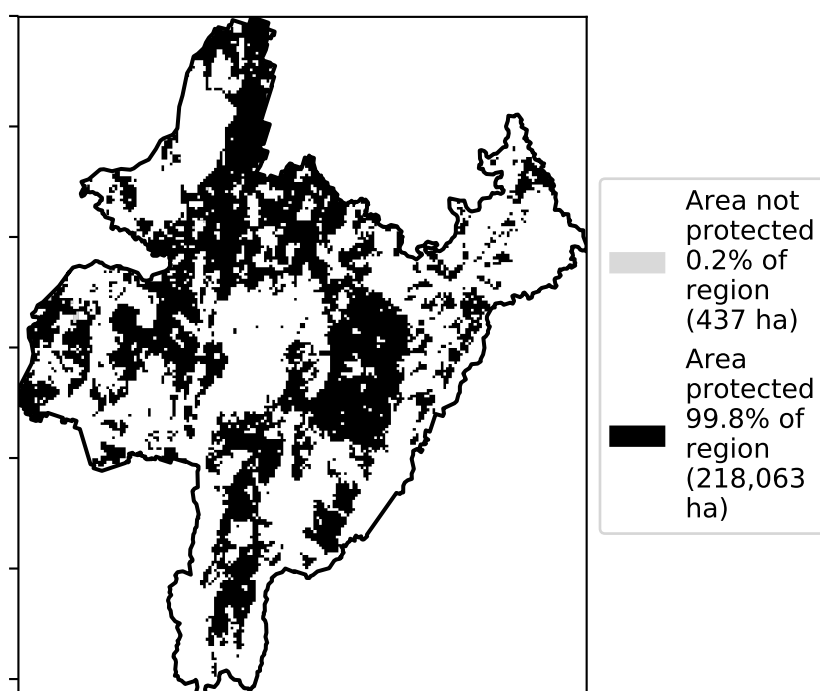 Area not
protected
0.2% of
region
(437 ha)
Area
protected
99.8% of
region
(218,063
ha)